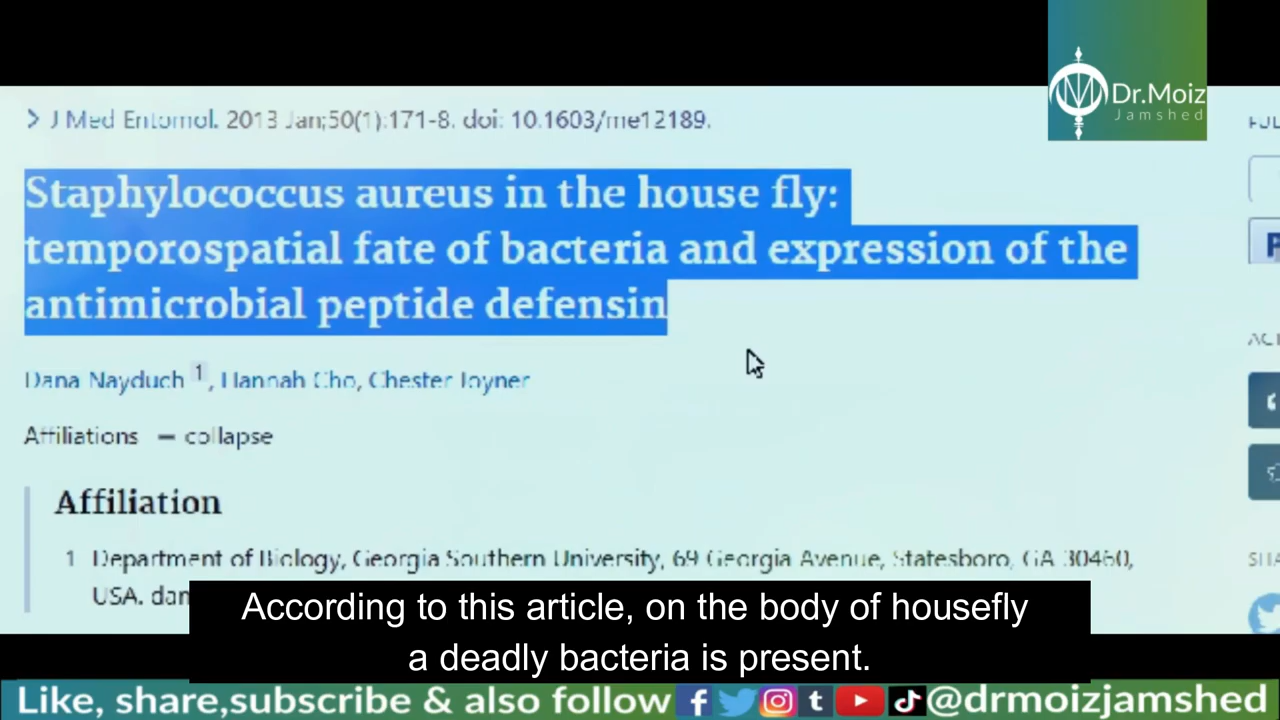 Dr.Moiz
Jamshed
J Med Entomol. 2013 Jan;50(1):171-8. doi: 10.1603/me12189.
Staphylococcus aureus in the house fly:
temporospatial fate of bacteria and expression of the
antimicrobial peptide defensin
Dana Nayduch 1, Hannah Cho, Chester Joyner
Affiliations — collapse
Affiliation
1 Department of Biology, Georgia Southern University, 69 Georgia Avenue, Statesboro, GA 30460,
USA. dan
According to this article, on the body of housefly
a deadly bacteria is present.
Like, share,subscribe & also follow @drmoizjamshed